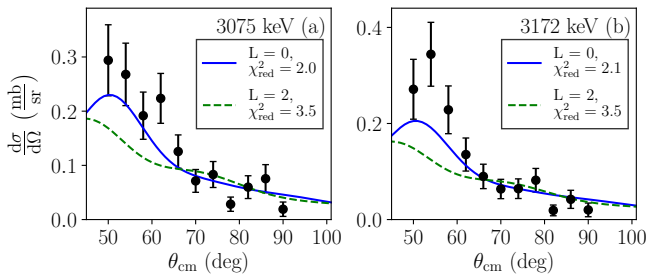 3075 keV (a)
L = 0,
χ²red = 2.0
L = 2,
χ²red = 3.5
dσ/dΩ (mb/sr)
0.3
0.2
0.1
0.0
50 60 70 80 90 100
θcm (deg)
3172 keV (b)
L = 0,
χ²red = 2.1
L = 2,
χ²red = 3.5
0.4
0.2
0.0
50 60 70 80 90 100
θcm (deg)